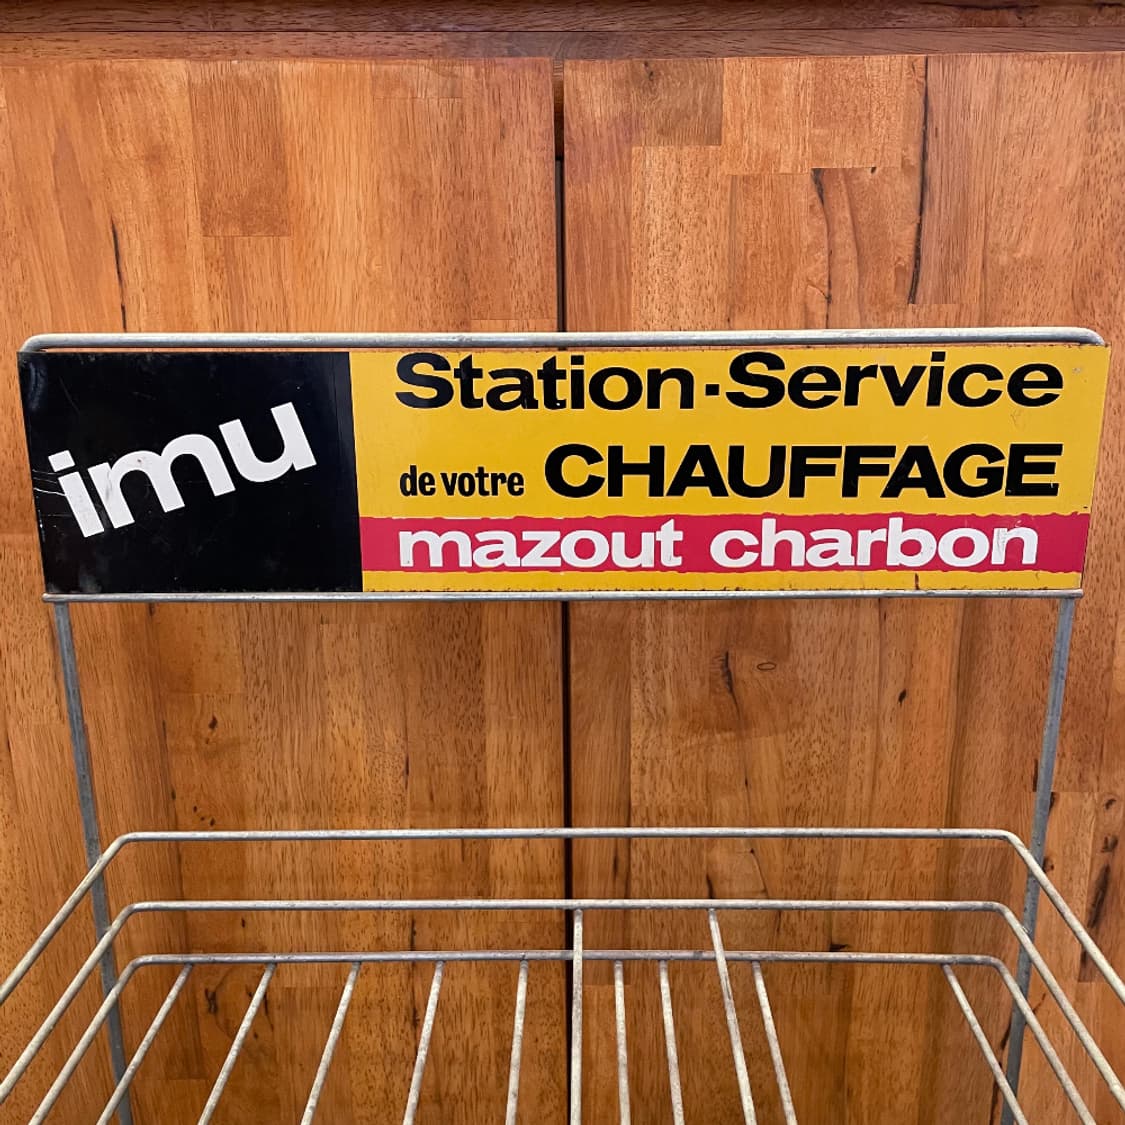 imu
Station-Service
de votre CHAUFFAGE
mazout charbon